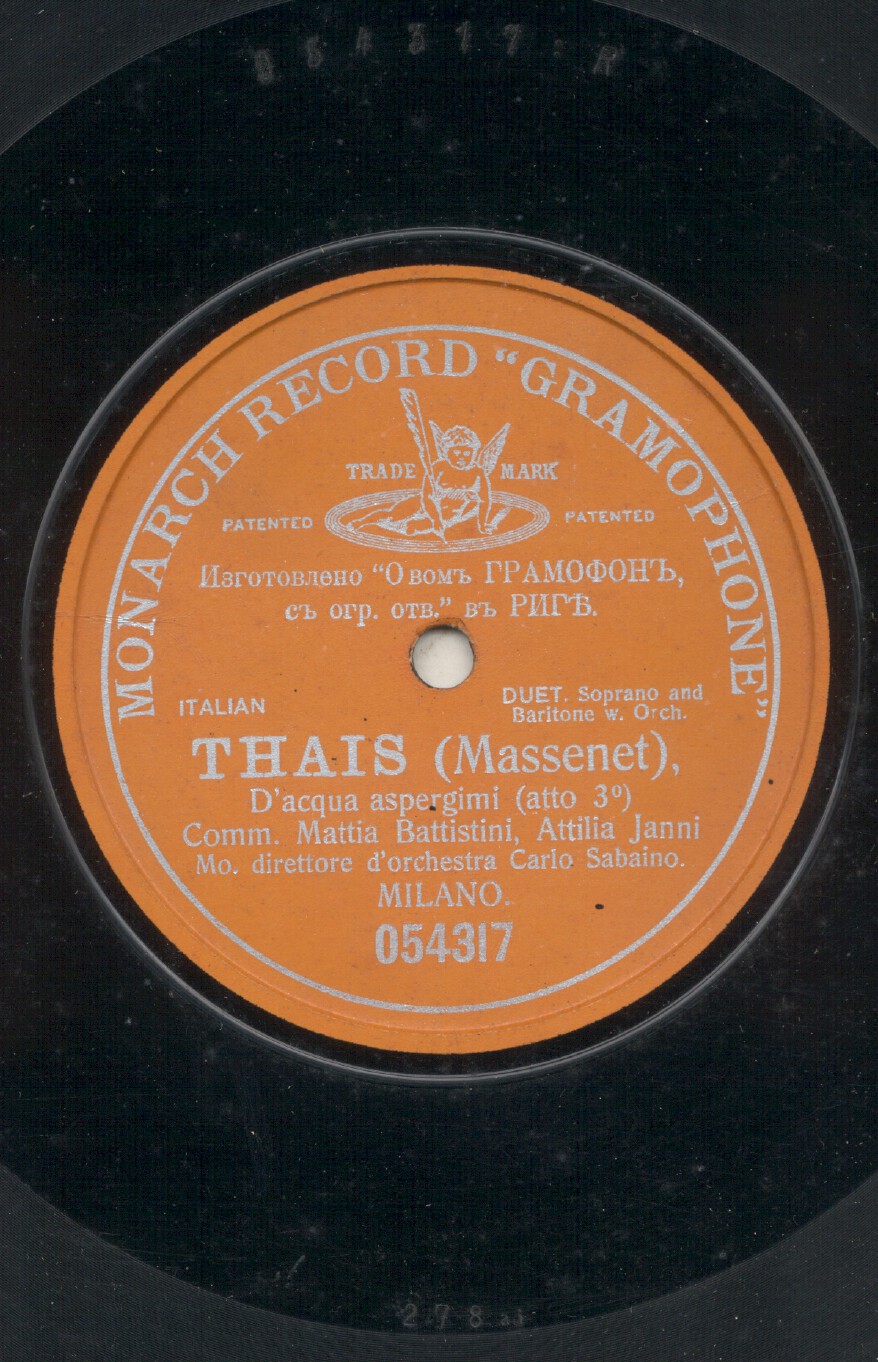 054317 R
MONARCH RECORD “GRAMOPHONE”
TRADE MARK
PATENTED PATENTED
Изготовлено “О вомъ ГРАМОФОНЪ,
съ огр. отв.” въ РИГѢ.
ITALIAN
DUET. Soprano and
Baritone w. Orch.
THAIS (Massenet),
D'acqua aspergimi (atto 3º)
Comm. Mattia Battistini, Attilia Janni
Mo. direttore d'orchestra Carlo Sabaino.
MILANO.
054317
278